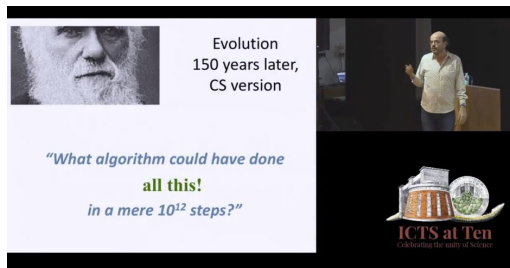 Evolution
150 years later,
CS version
"What algorithm could have done
all this!
in a mere 10¹² steps?"
ICTS at Ten
Celebrating the unity of Science